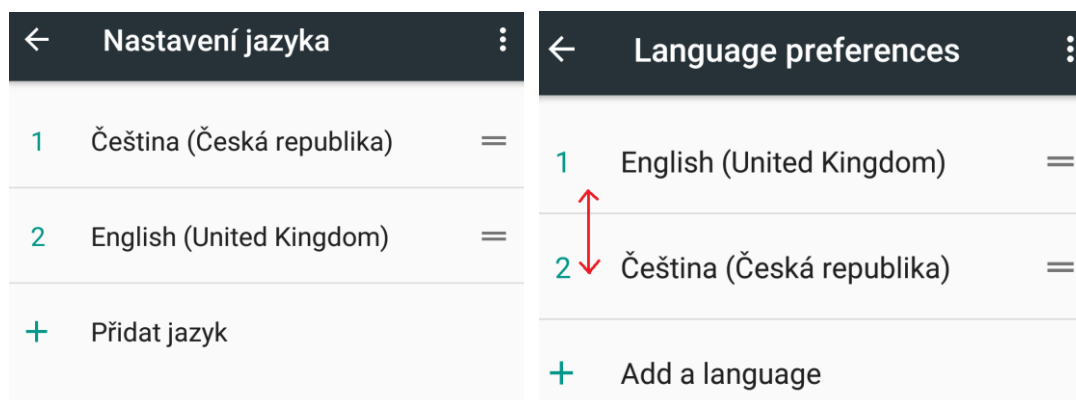 Nastavení jazyka
1 Čeština (Česká republika)
2 English (United Kingdom)
+ Přidat jazyk
Language preferences
1 English (United Kingdom)
2 Čeština (Česká republika)
+ Add a language